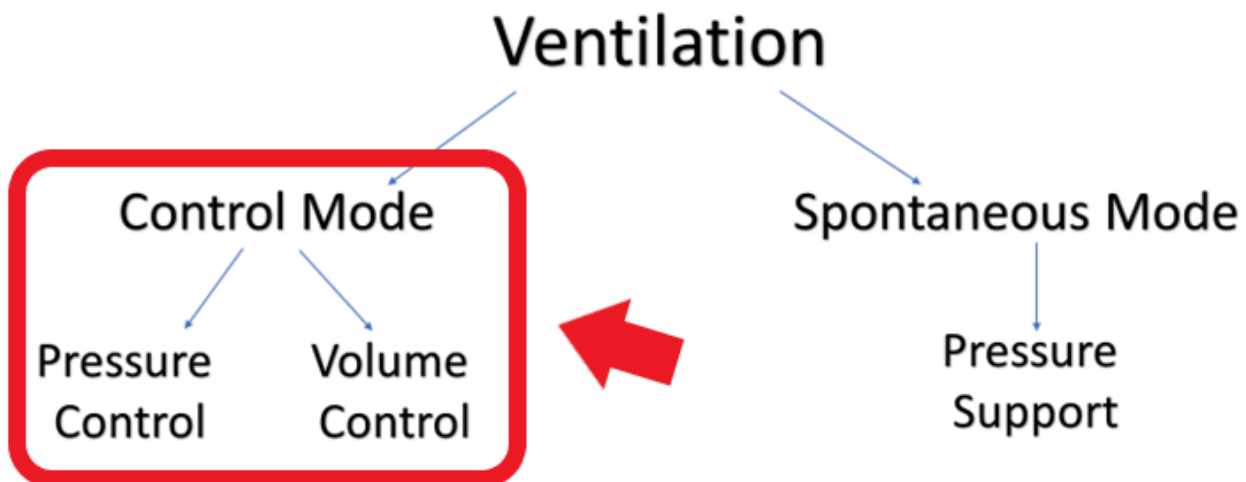 Ventilation
Control Mode
Spontaneous Mode
Pressure
Control
Volume
Control
Pressure
Support